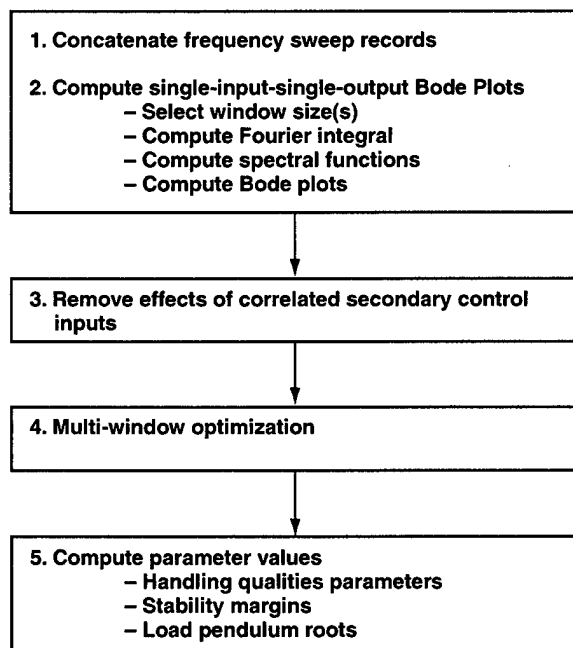 1. Concatenate frequency sweep records
2. Compute single-input-single-output Bode Plots
– Select window size(s)
– Compute Fourier integral
– Compute spectral functions
– Compute Bode plots
3. Remove effects of correlated secondary control
inputs
4. Multi-window optimization
5. Compute parameter values
– Handling qualities parameters
– Stability margins
– Load pendulum roots